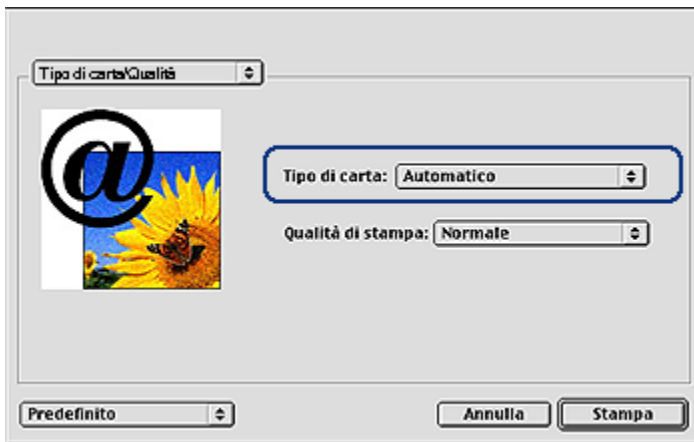 Tipo di carta/Qualità
@
Tipo di carta: Automatico
Qualità di stampa: Normale
Predefinito
Annulla
Stampa